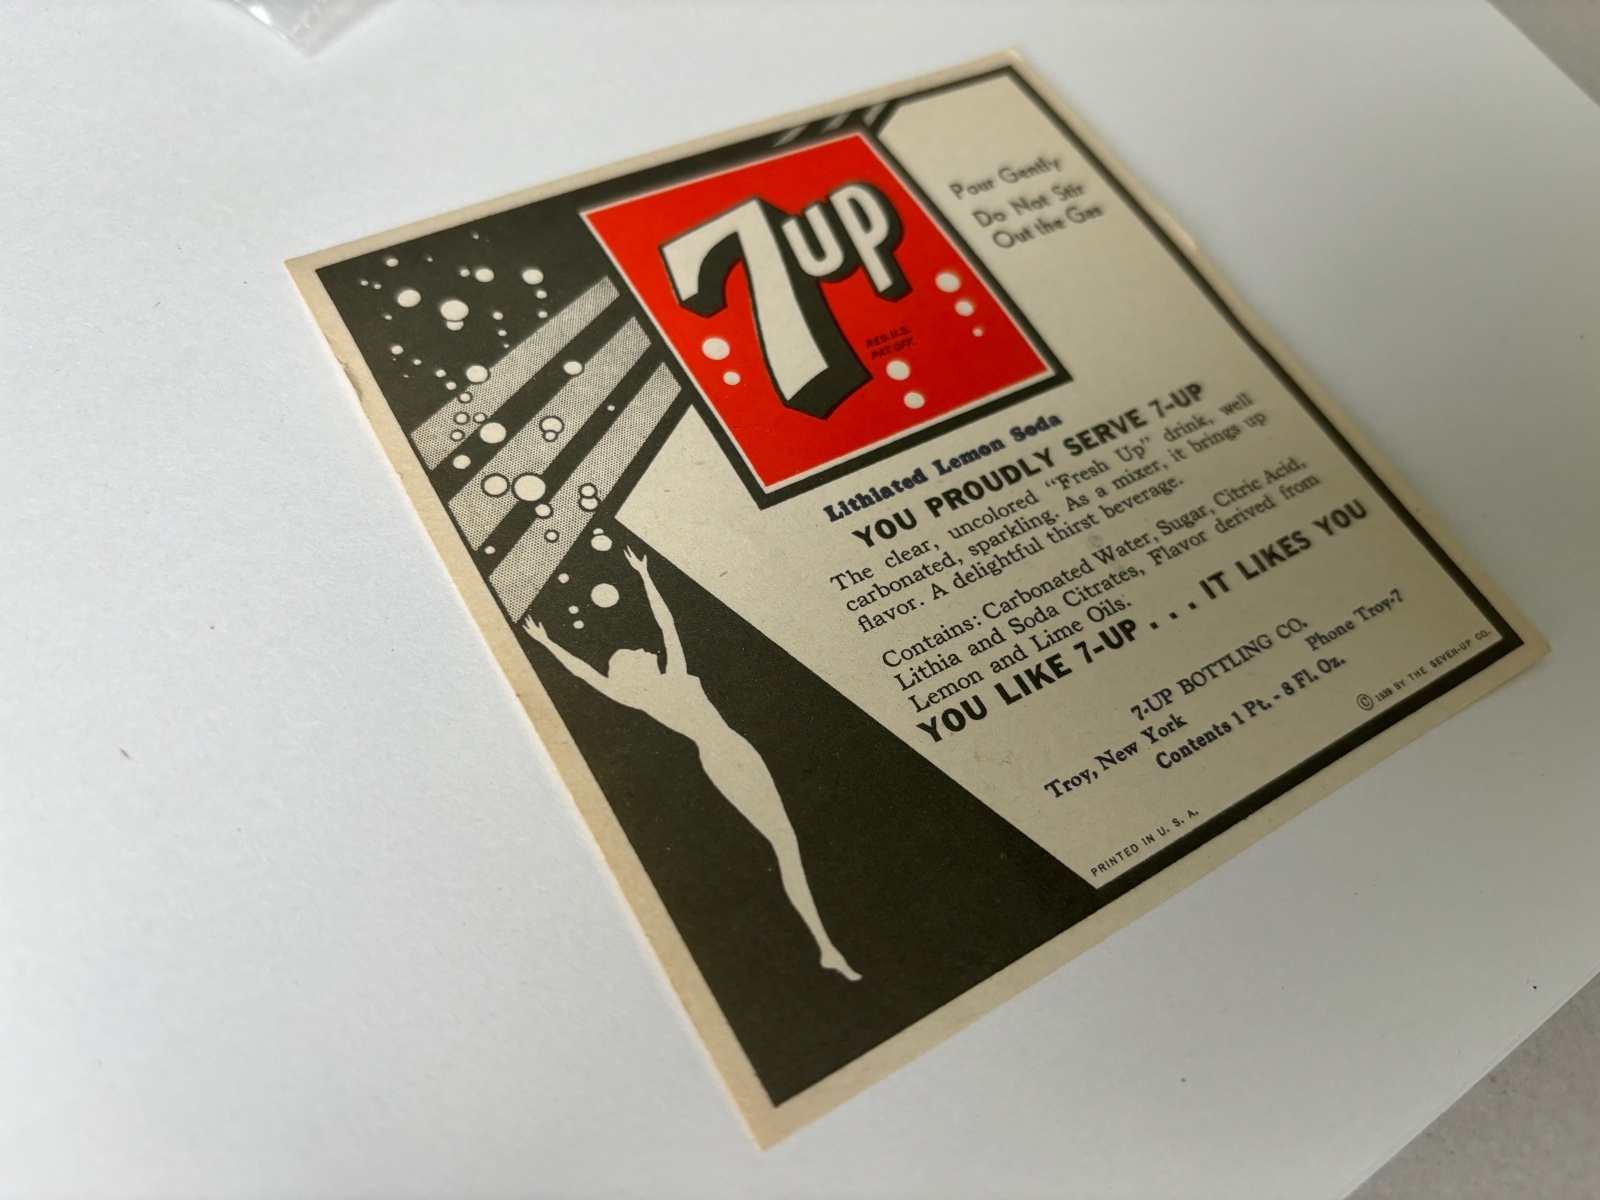 7up
REG. U.S.
PAT. OFF.
Pour Gently
Do Not Stir
Out the Gas
Lithiated Lemon Soda
YOU PROUDLY SERVE 7-UP
The clear, uncolored "Fresh Up" drink, well
carbonated, sparkling. As a mixer, it brings up
flavor. A delightful thirst beverage.
Contains: Carbonated Water, Sugar, Citric Acid,
Lithia and Soda Citrates, Flavor derived from
Lemon and Lime Oils.
YOU LIKE 7-UP . . . IT LIKES YOU
7-UP BOTTLING CO.
Troy, New York Phone Troy-7
Contents 1 Pt. - 8 Fl. Oz.
PRINTED IN U. S. A. © 1939 BY THE SEVEN-UP CO.